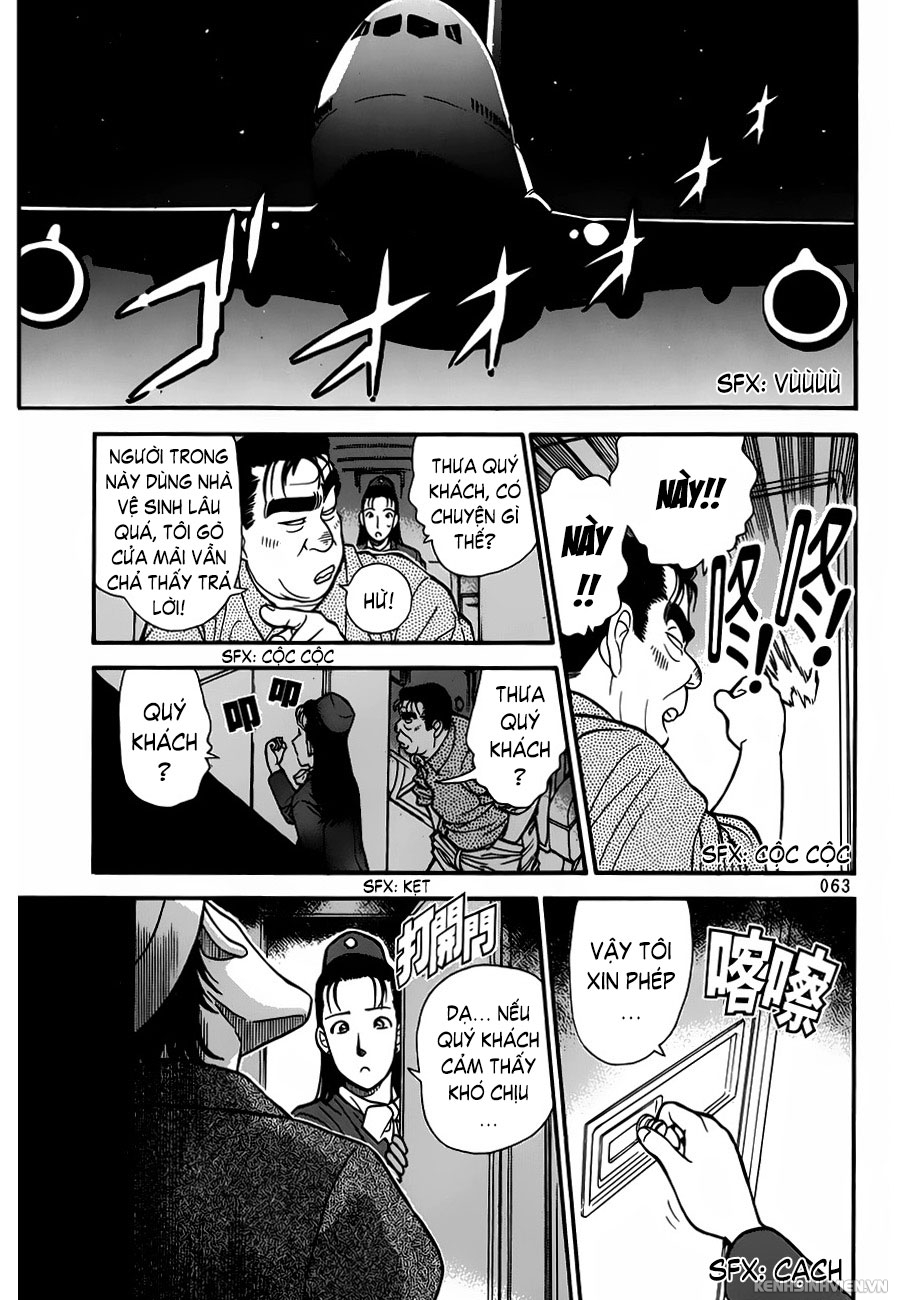 ゴオオオオ
SFX: VÙÙÙÙ
NÀY!!
NÀY
!!
咚!
咚!
SFX: CỘC CỘC
THƯA QUÝ
KHÁCH, CÓ
CHUYỆN GÌ
THẾ?
NGƯỜI TRONG
NÀY DÙNG NHÀ
VỆ SINH LÂU
QUÁ, TÔI GÕ
CỬA MÃI VẪN
CHẢ THẤY TRẢ
LỜI!
HỪ!
SFX: CỘC CỘC
THƯA
QUÝ
KHÁCH
?
叩
叩
QUÝ
KHÁCH
?
063
VẬY TÔI
XIN PHÉP
...
喀嚓
SFX: CẠCH
SFX: KẸT
打開門
DẠ... NẾU
QUÝ KHÁCH
CẢM THẤY
KHÓ CHỊU
...
KENHSINHVIEN.VN